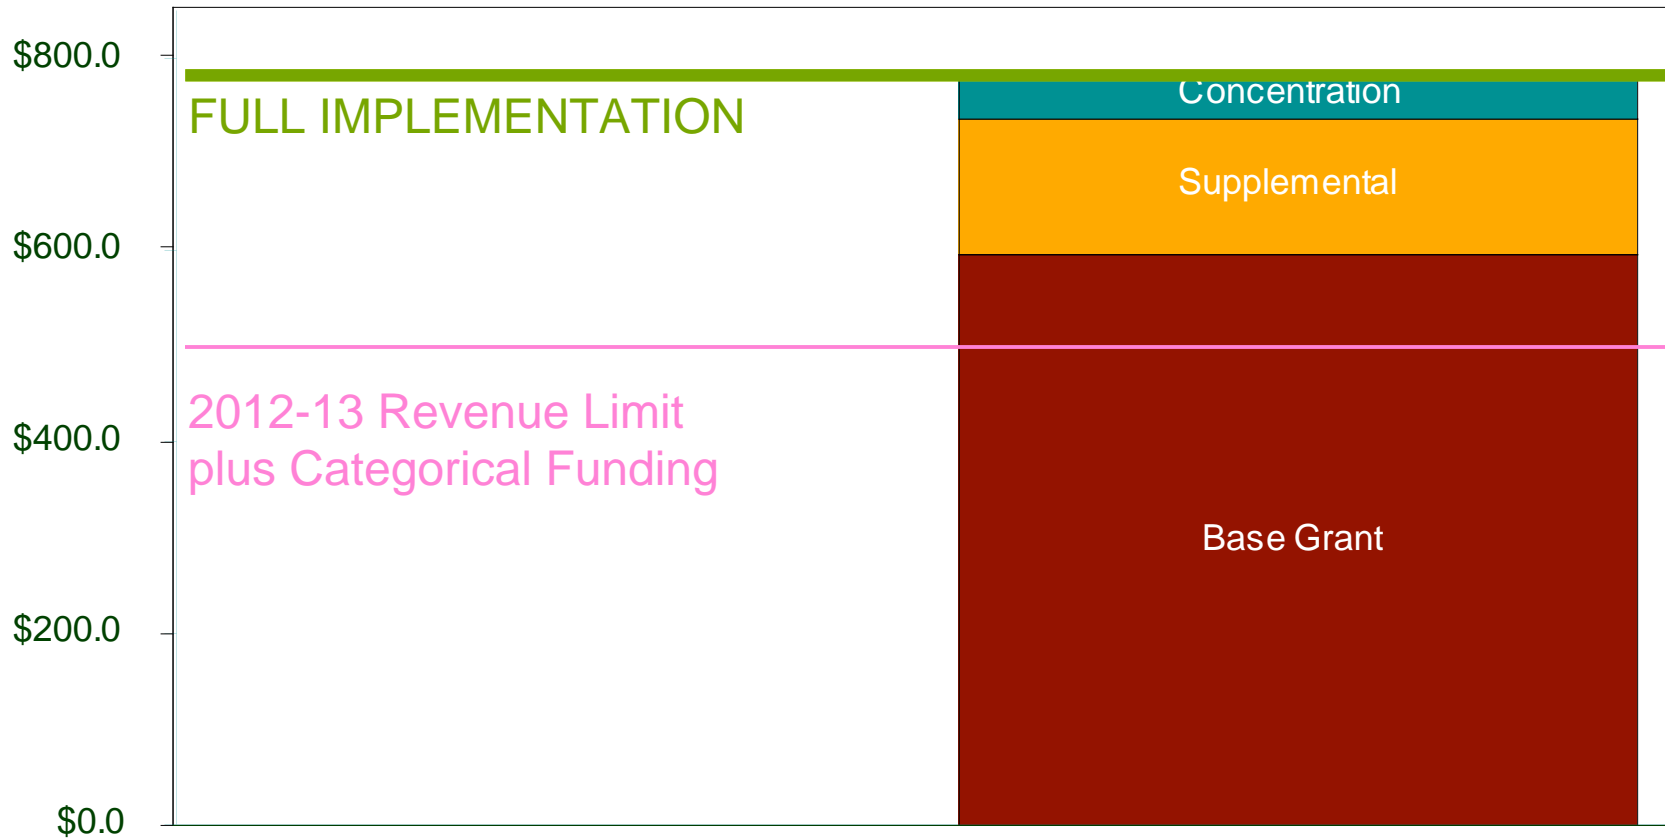 $800.0
Concentration
FULL IMPLEMENTATION
Supplemental
$600.0
2012-13 Revenue Limit
plus Categorical Funding
$400.0
Base Grant
$200.0
$0.0